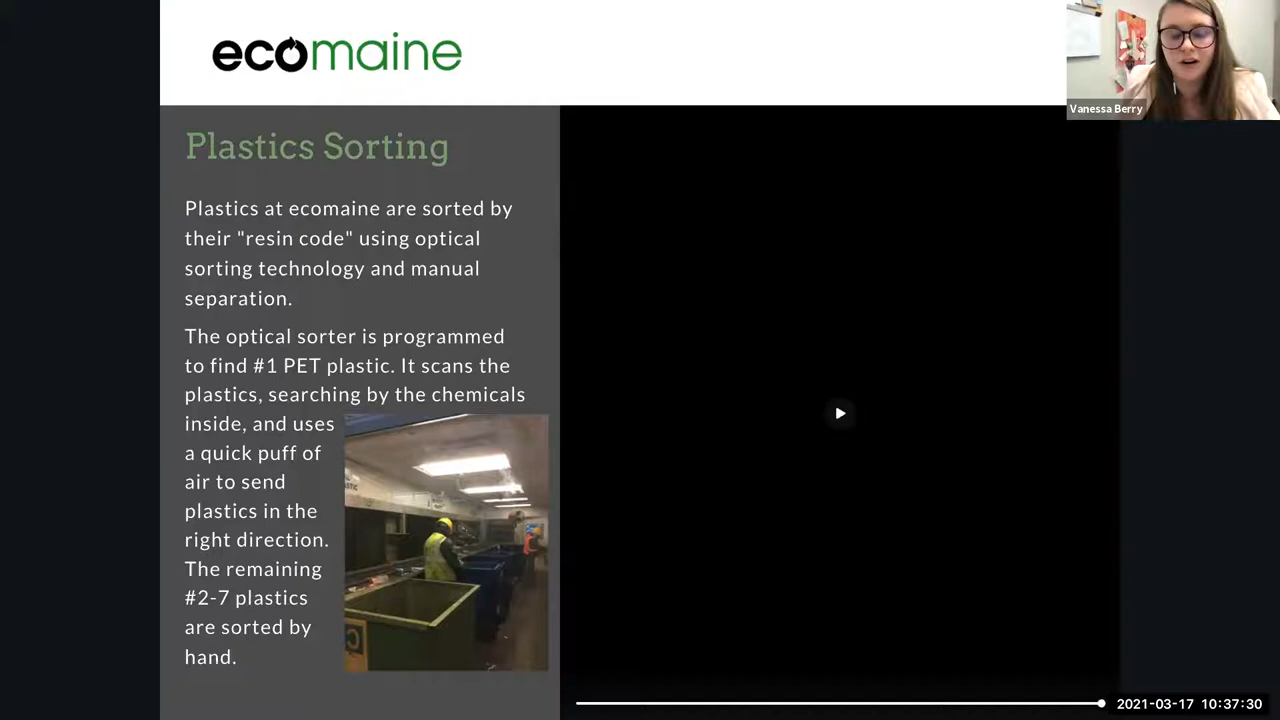 ecomaine
Vanessa Berry
Plastics Sorting
Plastics at ecomaine are sorted by
their "resin code" using optical
sorting technology and manual
separation.
The optical sorter is programmed
to find #1 PET plastic. It scans the
plastics, searching by the chemicals
inside, and uses
a quick puff of
air to send
plastics in the
right direction.
The remaining
#2-7 plastics
are sorted by
hand.
2021-03-17 10:37:30